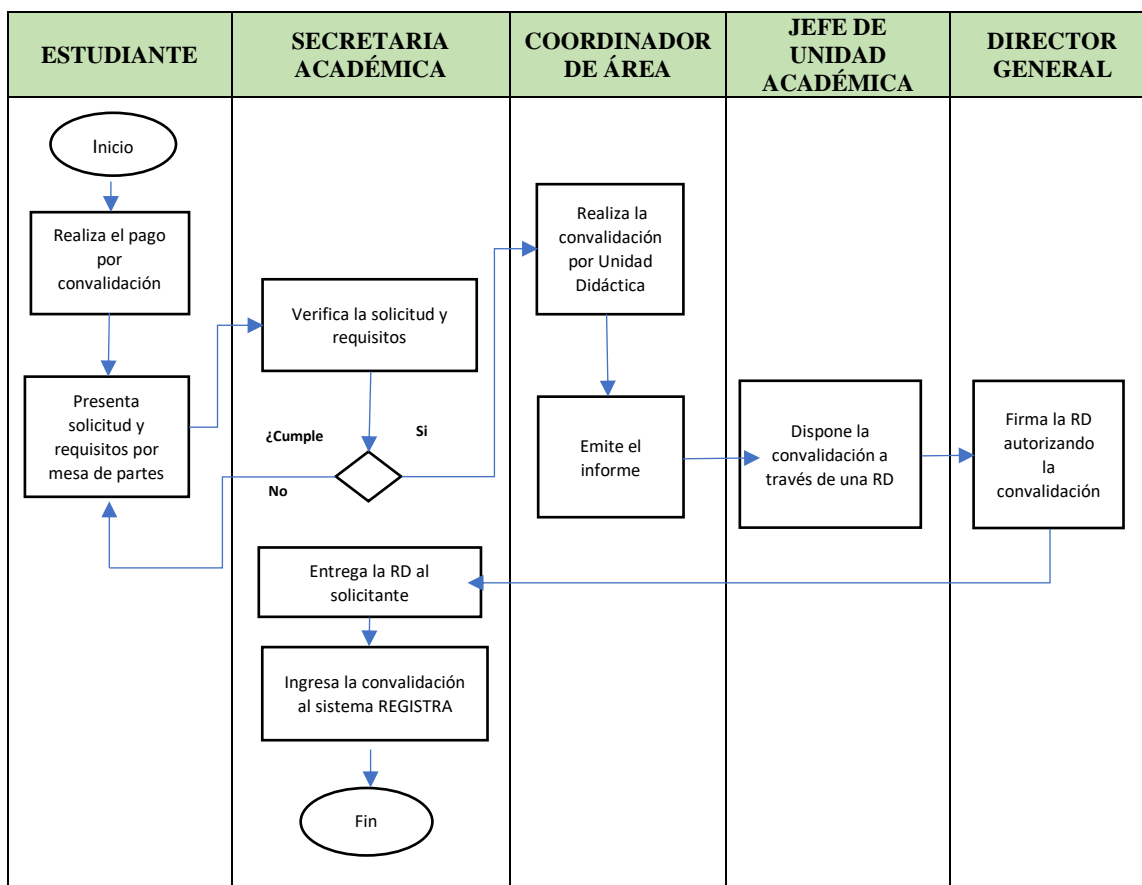 ESTUDIANTE
SECRETARIA
ACADÉMICA
COORDINADOR
DE ÁREA
JEFE DE
UNIDAD
ACADÉMICA
DIRECTOR
GENERAL
Inicio
Realiza el pago
por
convalidación
Presenta
solicitud y
requisitos por
mesa de partes
Verifica la solicitud y
requisitos
¿Cumple
Si
No
Realiza la
convalidación
por Unidad
Didáctica
Emite el
informe
Dispone la
convalidación a
través de una RD
Firma la RD
autorizando
la
convalidación
Entrega la RD al
solicitante
Ingresa la convalidación
al sistema REGISTRA
Fin